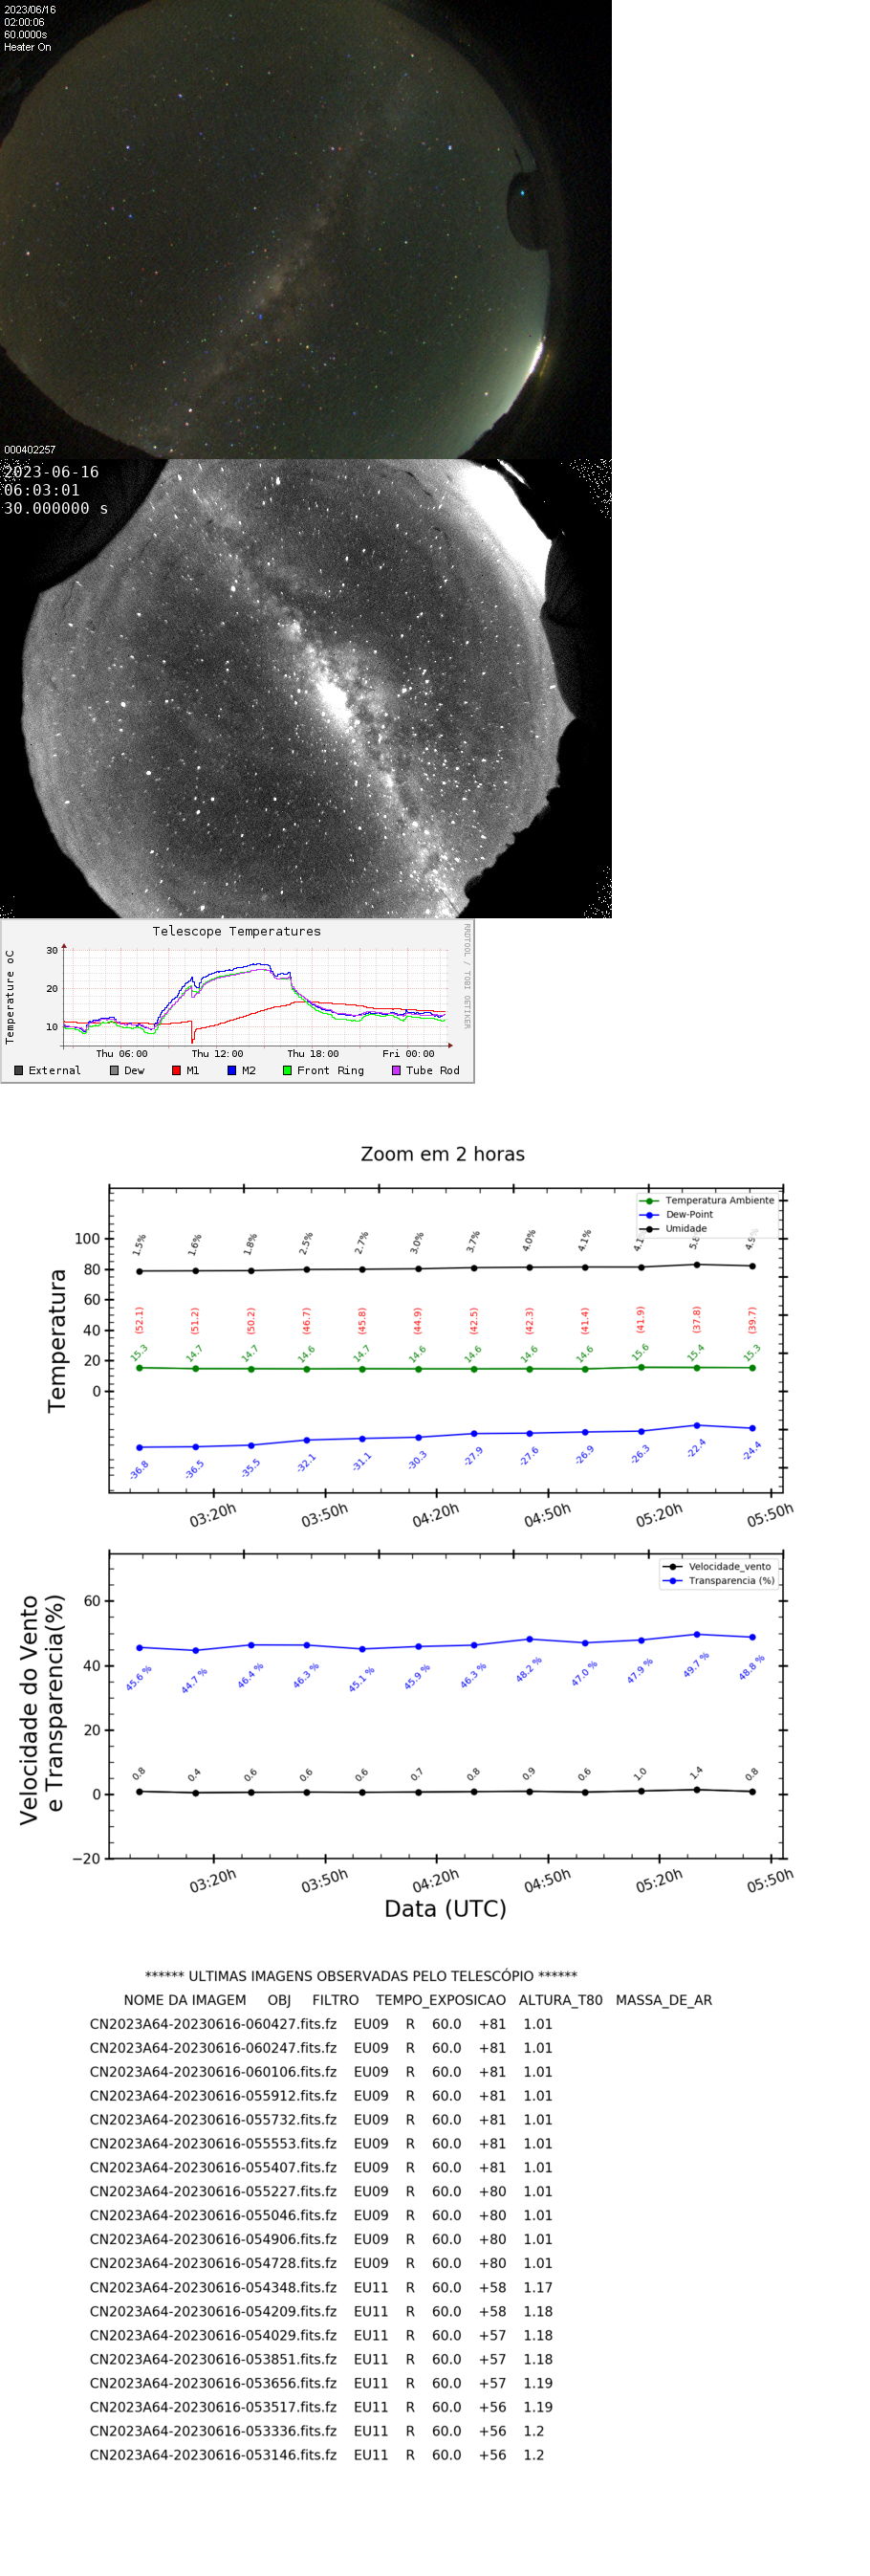 2023/06/16
02:00:06
60.0000s
Heater On
000402257
2023-06-16
06:03:01
30.000000 s
Telescope Temperatures
RRDTOOL / TOBI OETIKER
Temperature oC
30
20
10
Thu 06:00 Thu 12:00 Thu 18:00 Fri 00:00
External Dew M1 M2 Front Ring Tube Rod
Zoom em 2 horas
Temperatura Ambiente
Dew-Point
Umidade
Temperatura
100
80
60
40
20
0
1.5% 1.6% 1.8% 2.5% 2.7% 3.0% 3.7% 4.0% 4.1%
(52.1) (51.2) (50.2) (46.7) (45.8) (44.9) (42.5) (42.3) (41.4) (41.9) (37.8) (39.7)
15.3 14.7 14.7 14.6 14.7 14.6 14.6 14.6 14.6 15.6 15.4 15.3
-36.8 -36.5 -35.5 -32.1 -31.1 -30.3 -27.9 -27.6 -26.9 -26.3 -22.4 -24.4
03:20h 03:50h 04:20h 04:50h 05:20h 05:50h
Velocidade_vento
Transparencia (%)
Velocidade do Vento
e Transparencia(%)
60
40
20
0
−20
45.6 % 44.7 % 46.4 % 46.3 % 45.1 % 45.9 % 46.3 % 48.2 % 47.0 % 47.9 % 49.7 % 48.8 %
0.8 0.4 0.6 0.6 0.6 0.7 0.8 0.9 0.6 1.0 1.4 0.8
03:20h 03:50h 04:20h 04:50h 05:20h 05:50h
Data (UTC)
****** ULTIMAS IMAGENS OBSERVADAS PELO TELESCÓPIO ******
NOME DA IMAGEM OBJ FILTRO TEMPO_EXPOSICAO ALTURA_T80 MASSA_DE_AR
CN2023A64-20230616-060427.fits.fz EU09 R 60.0 +81 1.01
CN2023A64-20230616-060247.fits.fz EU09 R 60.0 +81 1.01
CN2023A64-20230616-060106.fits.fz EU09 R 60.0 +81 1.01
CN2023A64-20230616-055912.fits.fz EU09 R 60.0 +81 1.01
CN2023A64-20230616-055732.fits.fz EU09 R 60.0 +81 1.01
CN2023A64-20230616-055553.fits.fz EU09 R 60.0 +81 1.01
CN2023A64-20230616-055407.fits.fz EU09 R 60.0 +81 1.01
CN2023A64-20230616-055227.fits.fz EU09 R 60.0 +80 1.01
CN2023A64-20230616-055046.fits.fz EU09 R 60.0 +80 1.01
CN2023A64-20230616-054906.fits.fz EU09 R 60.0 +80 1.01
CN2023A64-20230616-054728.fits.fz EU09 R 60.0 +80 1.01
CN2023A64-20230616-054348.fits.fz EU11 R 60.0 +58 1.17
CN2023A64-20230616-054209.fits.fz EU11 R 60.0 +58 1.18
CN2023A64-20230616-054029.fits.fz EU11 R 60.0 +57 1.18
CN2023A64-20230616-053851.fits.fz EU11 R 60.0 +57 1.18
CN2023A64-20230616-053656.fits.fz EU11 R 60.0 +57 1.19
CN2023A64-20230616-053517.fits.fz EU11 R 60.0 +56 1.19
CN2023A64-20230616-053336.fits.fz EU11 R 60.0 +56 1.2
CN2023A64-20230616-053146.fits.fz EU11 R 60.0 +56 1.2